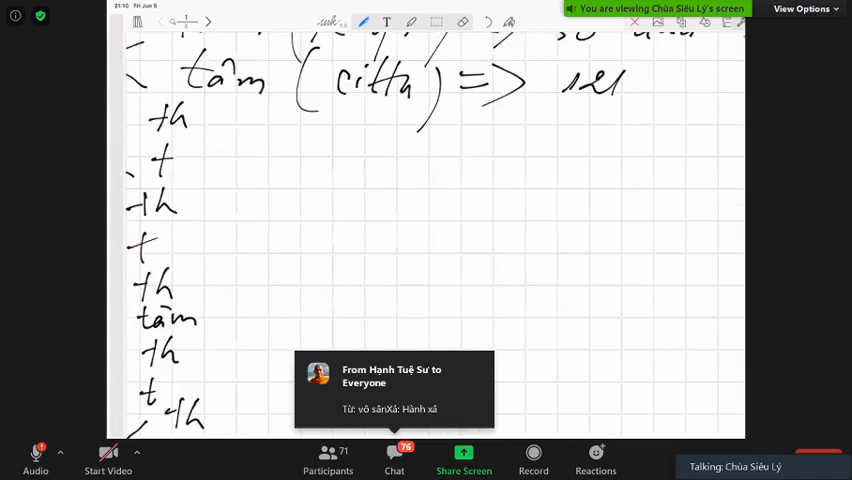 21:10 Fri Jun 5
You are viewing Chùa Siêu Lý's screen
View Options
1
T
tâm (citta) =>
th
t
th
t
th
tâm
th
t
th
From Hạnh Tuệ Sư to
Everyone
Từ: vô sânXà: Hành xả
71
76
Audio
Start Video
Participants
Chat
Share Screen
Record
Reactions
Talking: Chùa Siêu Lý